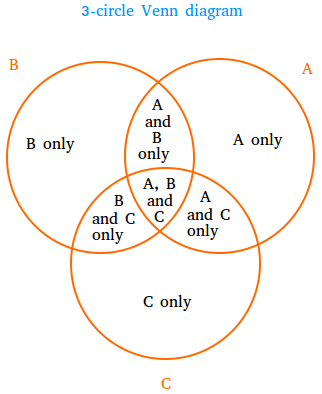 3-circle Venn diagram
B
A
A
and
B
only
B only
A only
A, B
and
C
B
and C
only
A
and C
only
C only
C